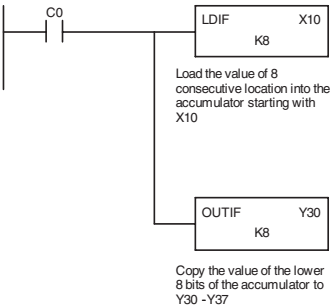 C0
LDIF X10
K8
Load the value of 8
consecutive location into the
accumulator starting with
X10
OUTIF Y30
K8
Copy the value of the lower
8 bits of the accumulator to
Y30 -Y37